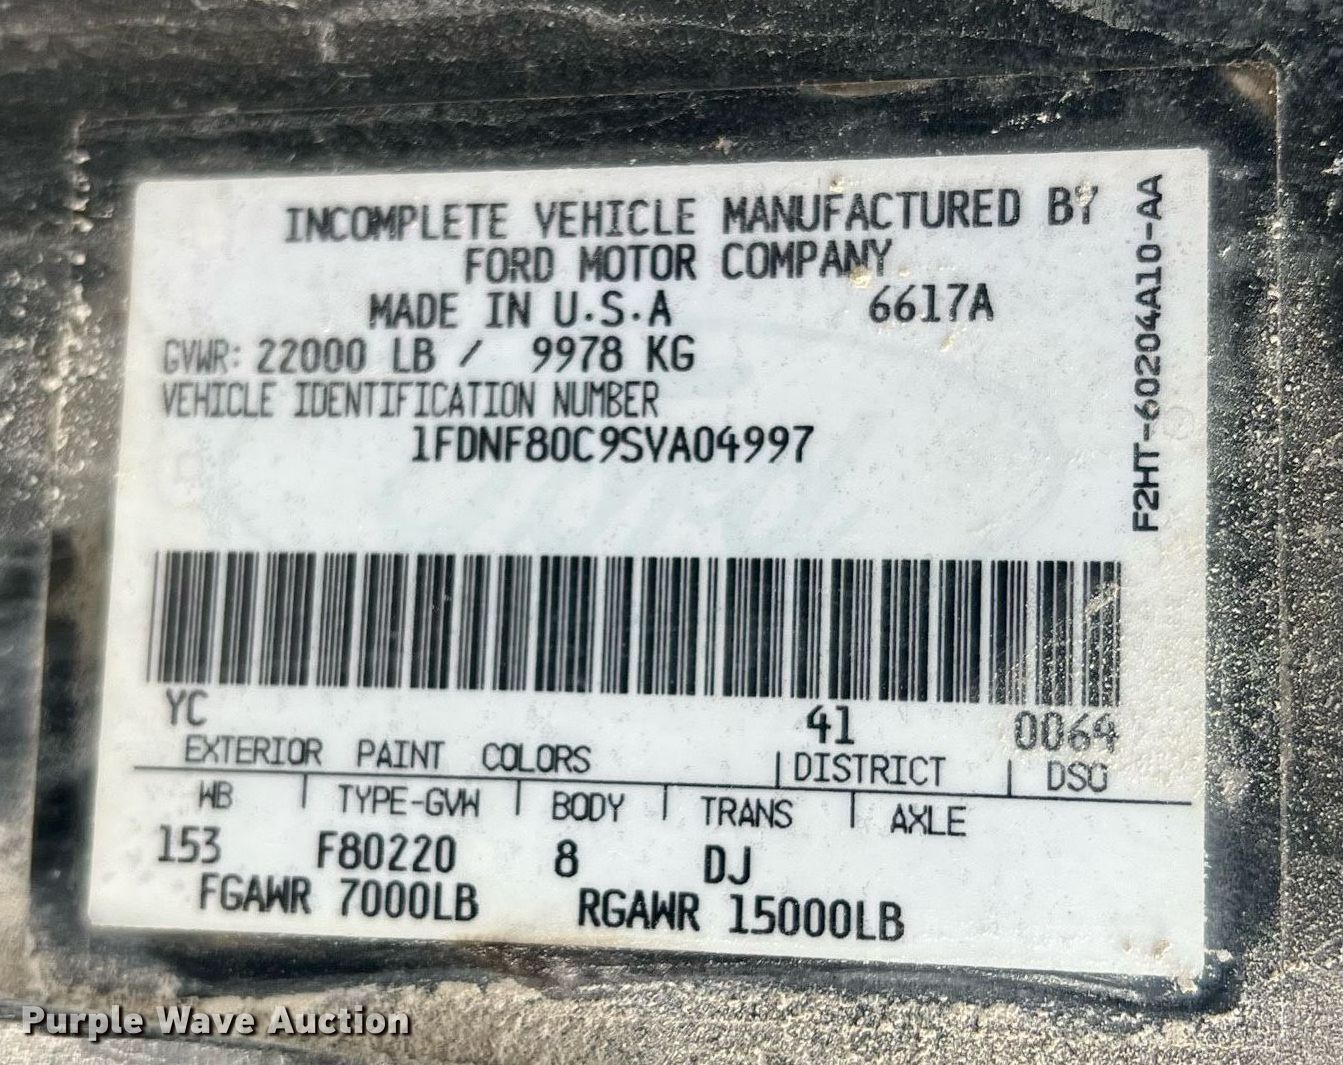 INCOMPLETE VEHICLE MANUFACTURED BY
FORD MOTOR COMPANY
MADE IN U.S.A 6617A
GVWR: 22000 LB / 9978 KG
VEHICLE IDENTIFICATION NUMBER
1FDNF80C9SVA04997
F2HT-60204A10-AA
YC 41 0064
EXTERIOR PAINT COLORS DISTRICT DSO
WB TYPE-GVW BODY TRANS AXLE
153 F80220 8 DJ
FGAWR 7000LB RGAWR 15000LB
Purple Wave Auction